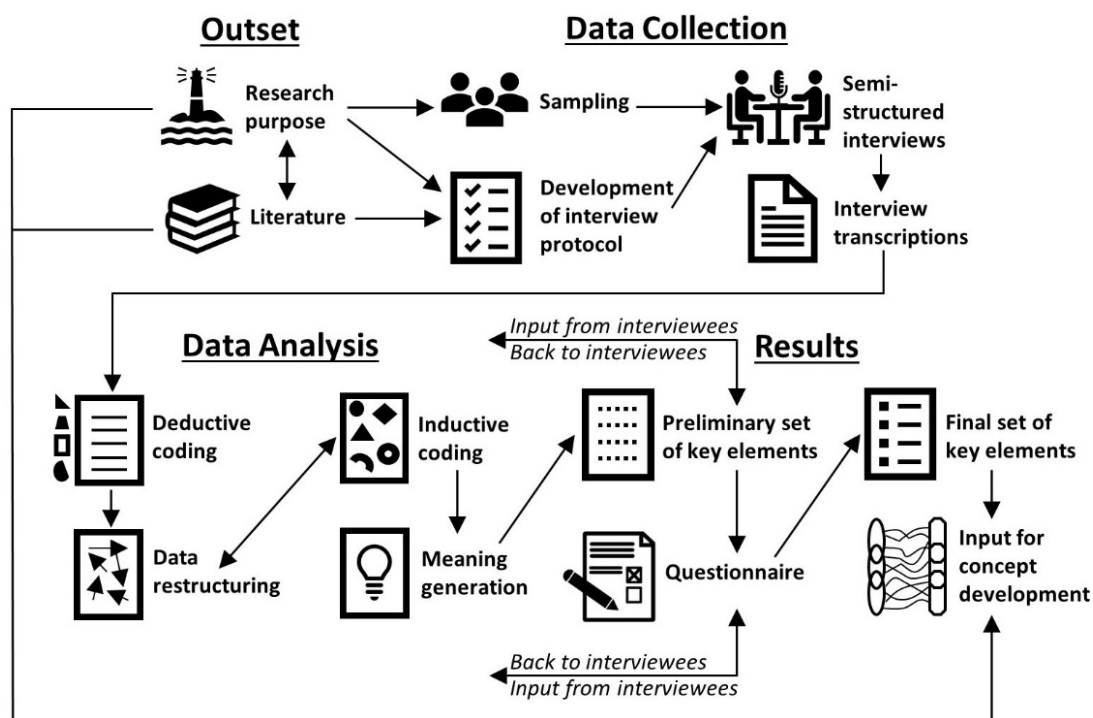 Outset
Data Collection
Research
purpose
Sampling
Semi-
structured
interviews
Literature
Development
of interview
protocol
Interview
transcriptions
Data Analysis
Input from interviewees
Back to interviewees
Results
Deductive
coding
Inductive
coding
Preliminary set
of key elements
Final set of
key elements
Data
restructuring
Meaning
generation
Questionnaire
Input for
concept
development
Back to interviewees
Input from interviewees